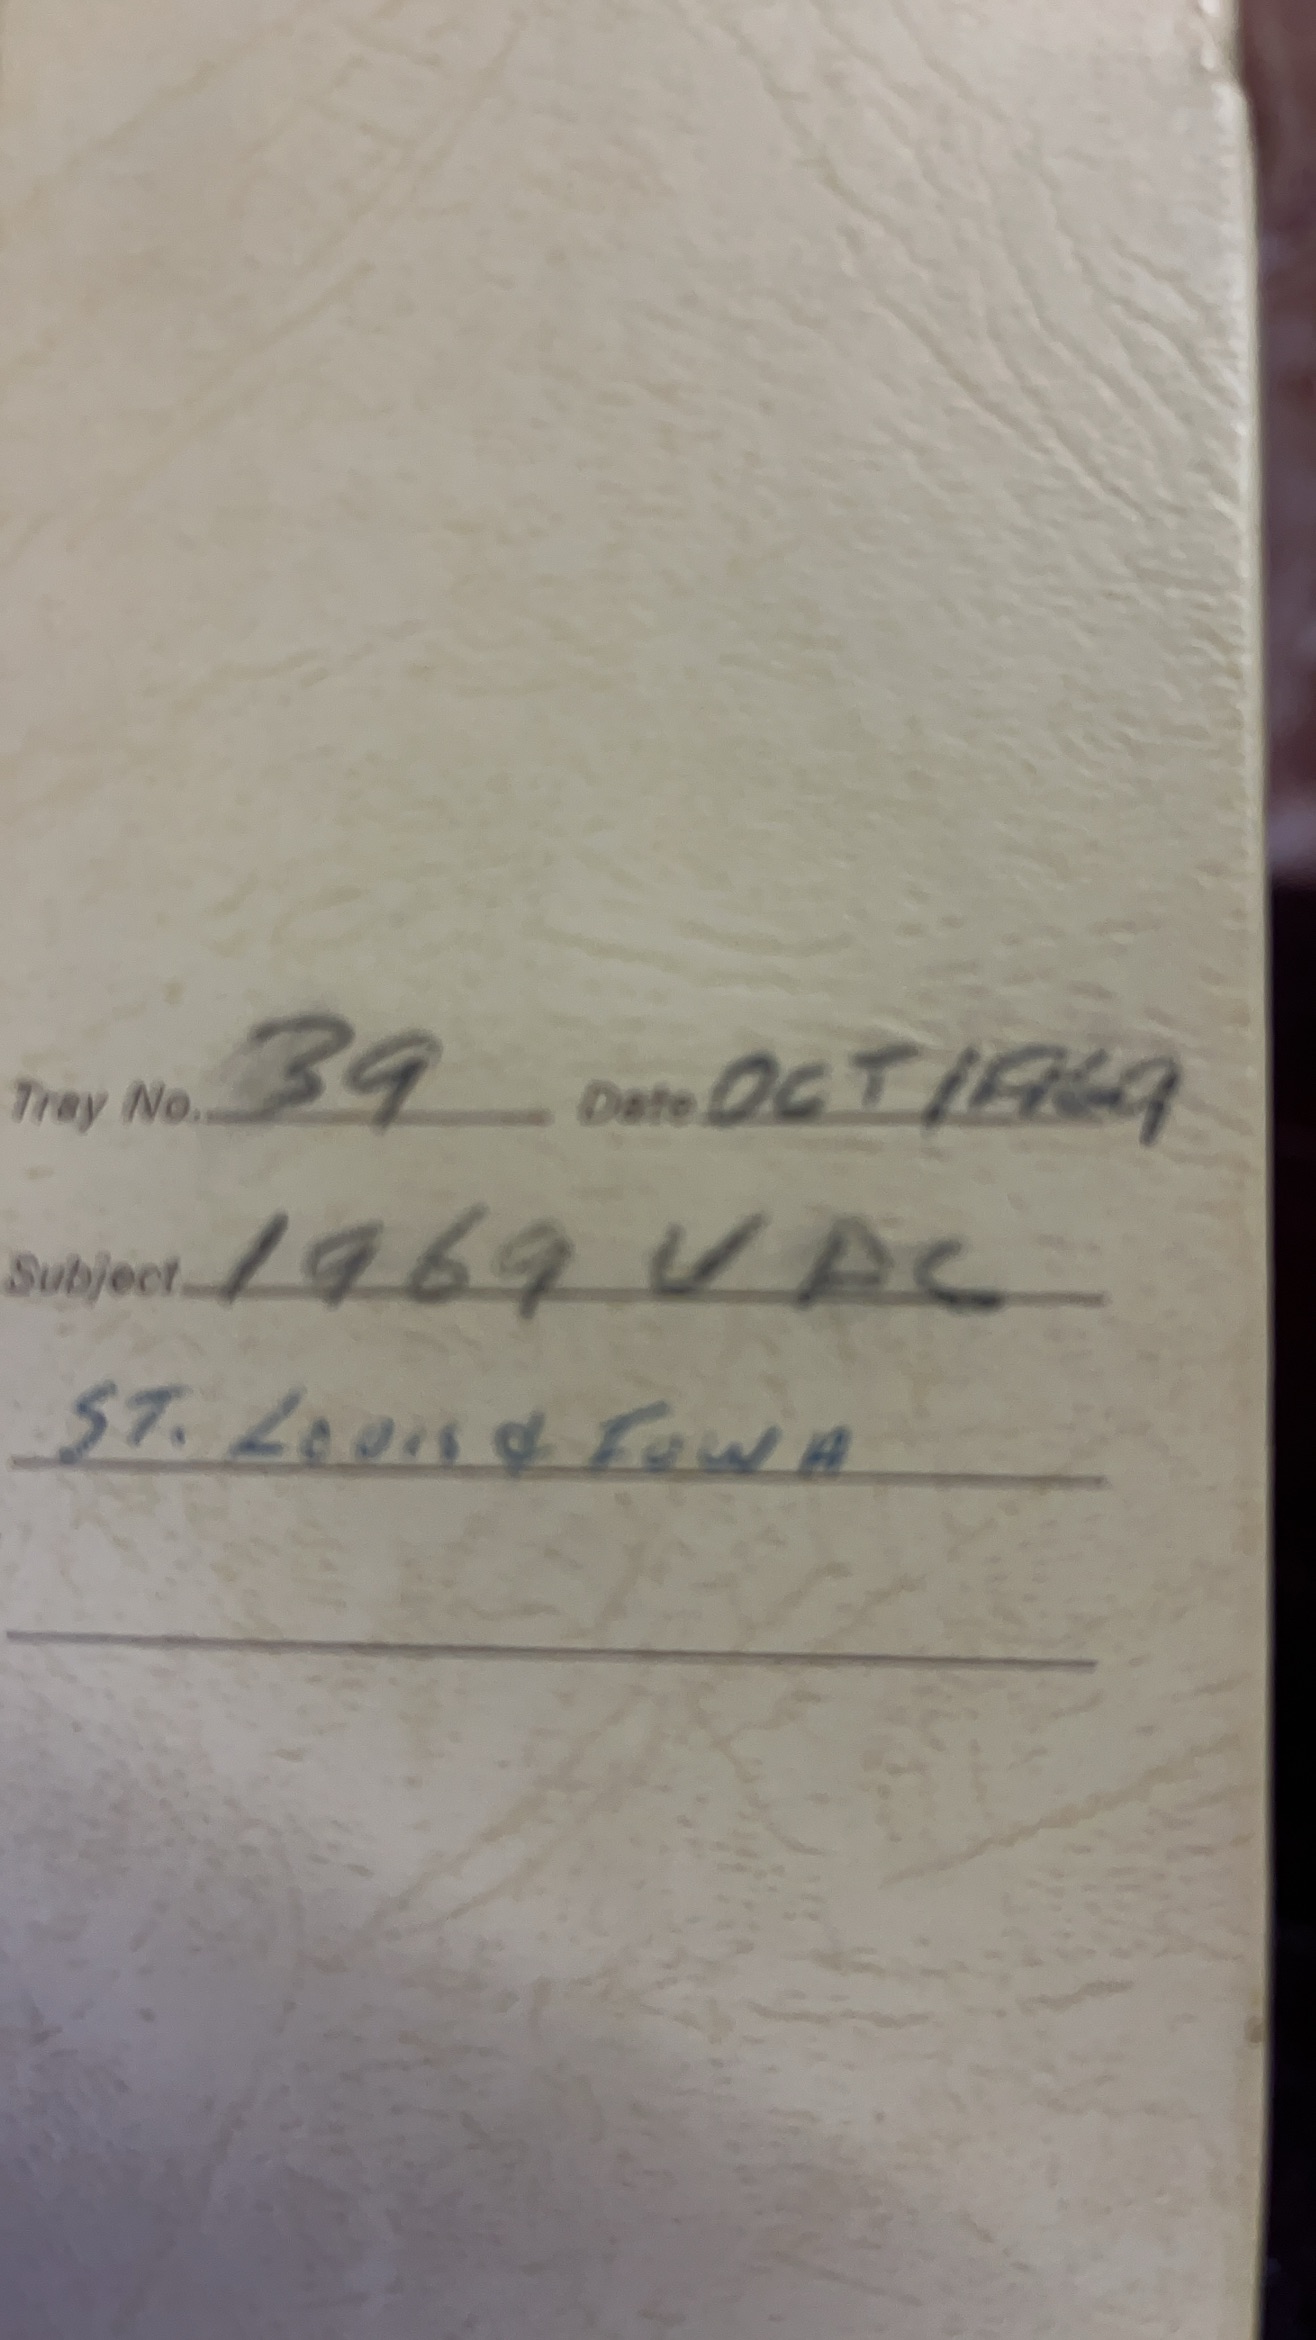 Tray No. 39 Date OCT 1969
Subject 1969 VAC
ST. Louis & Iowa